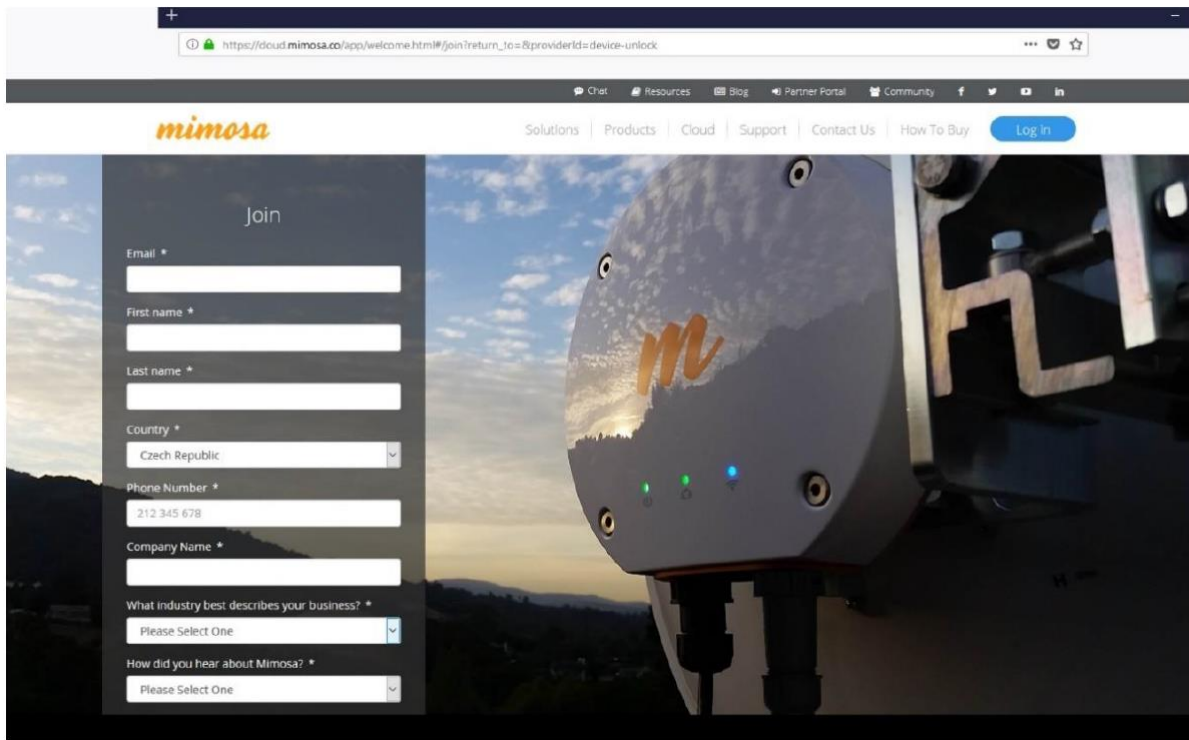 +
https://cloud.mimosa.co/app/welcome.html#/join?return_to=&providerId=device-unlock
Chat Resources Blog Partner Portal Community
mimosa Solutions Products Cloud Support Contact Us How To Buy Log In
Join
Email *
First name *
Last name *
Country *
Czech Republic
Phone Number *
212 345 678
Company Name *
What industry best describes your business? *
Please Select One
How did you hear about Mimosa? *
Please Select One
m